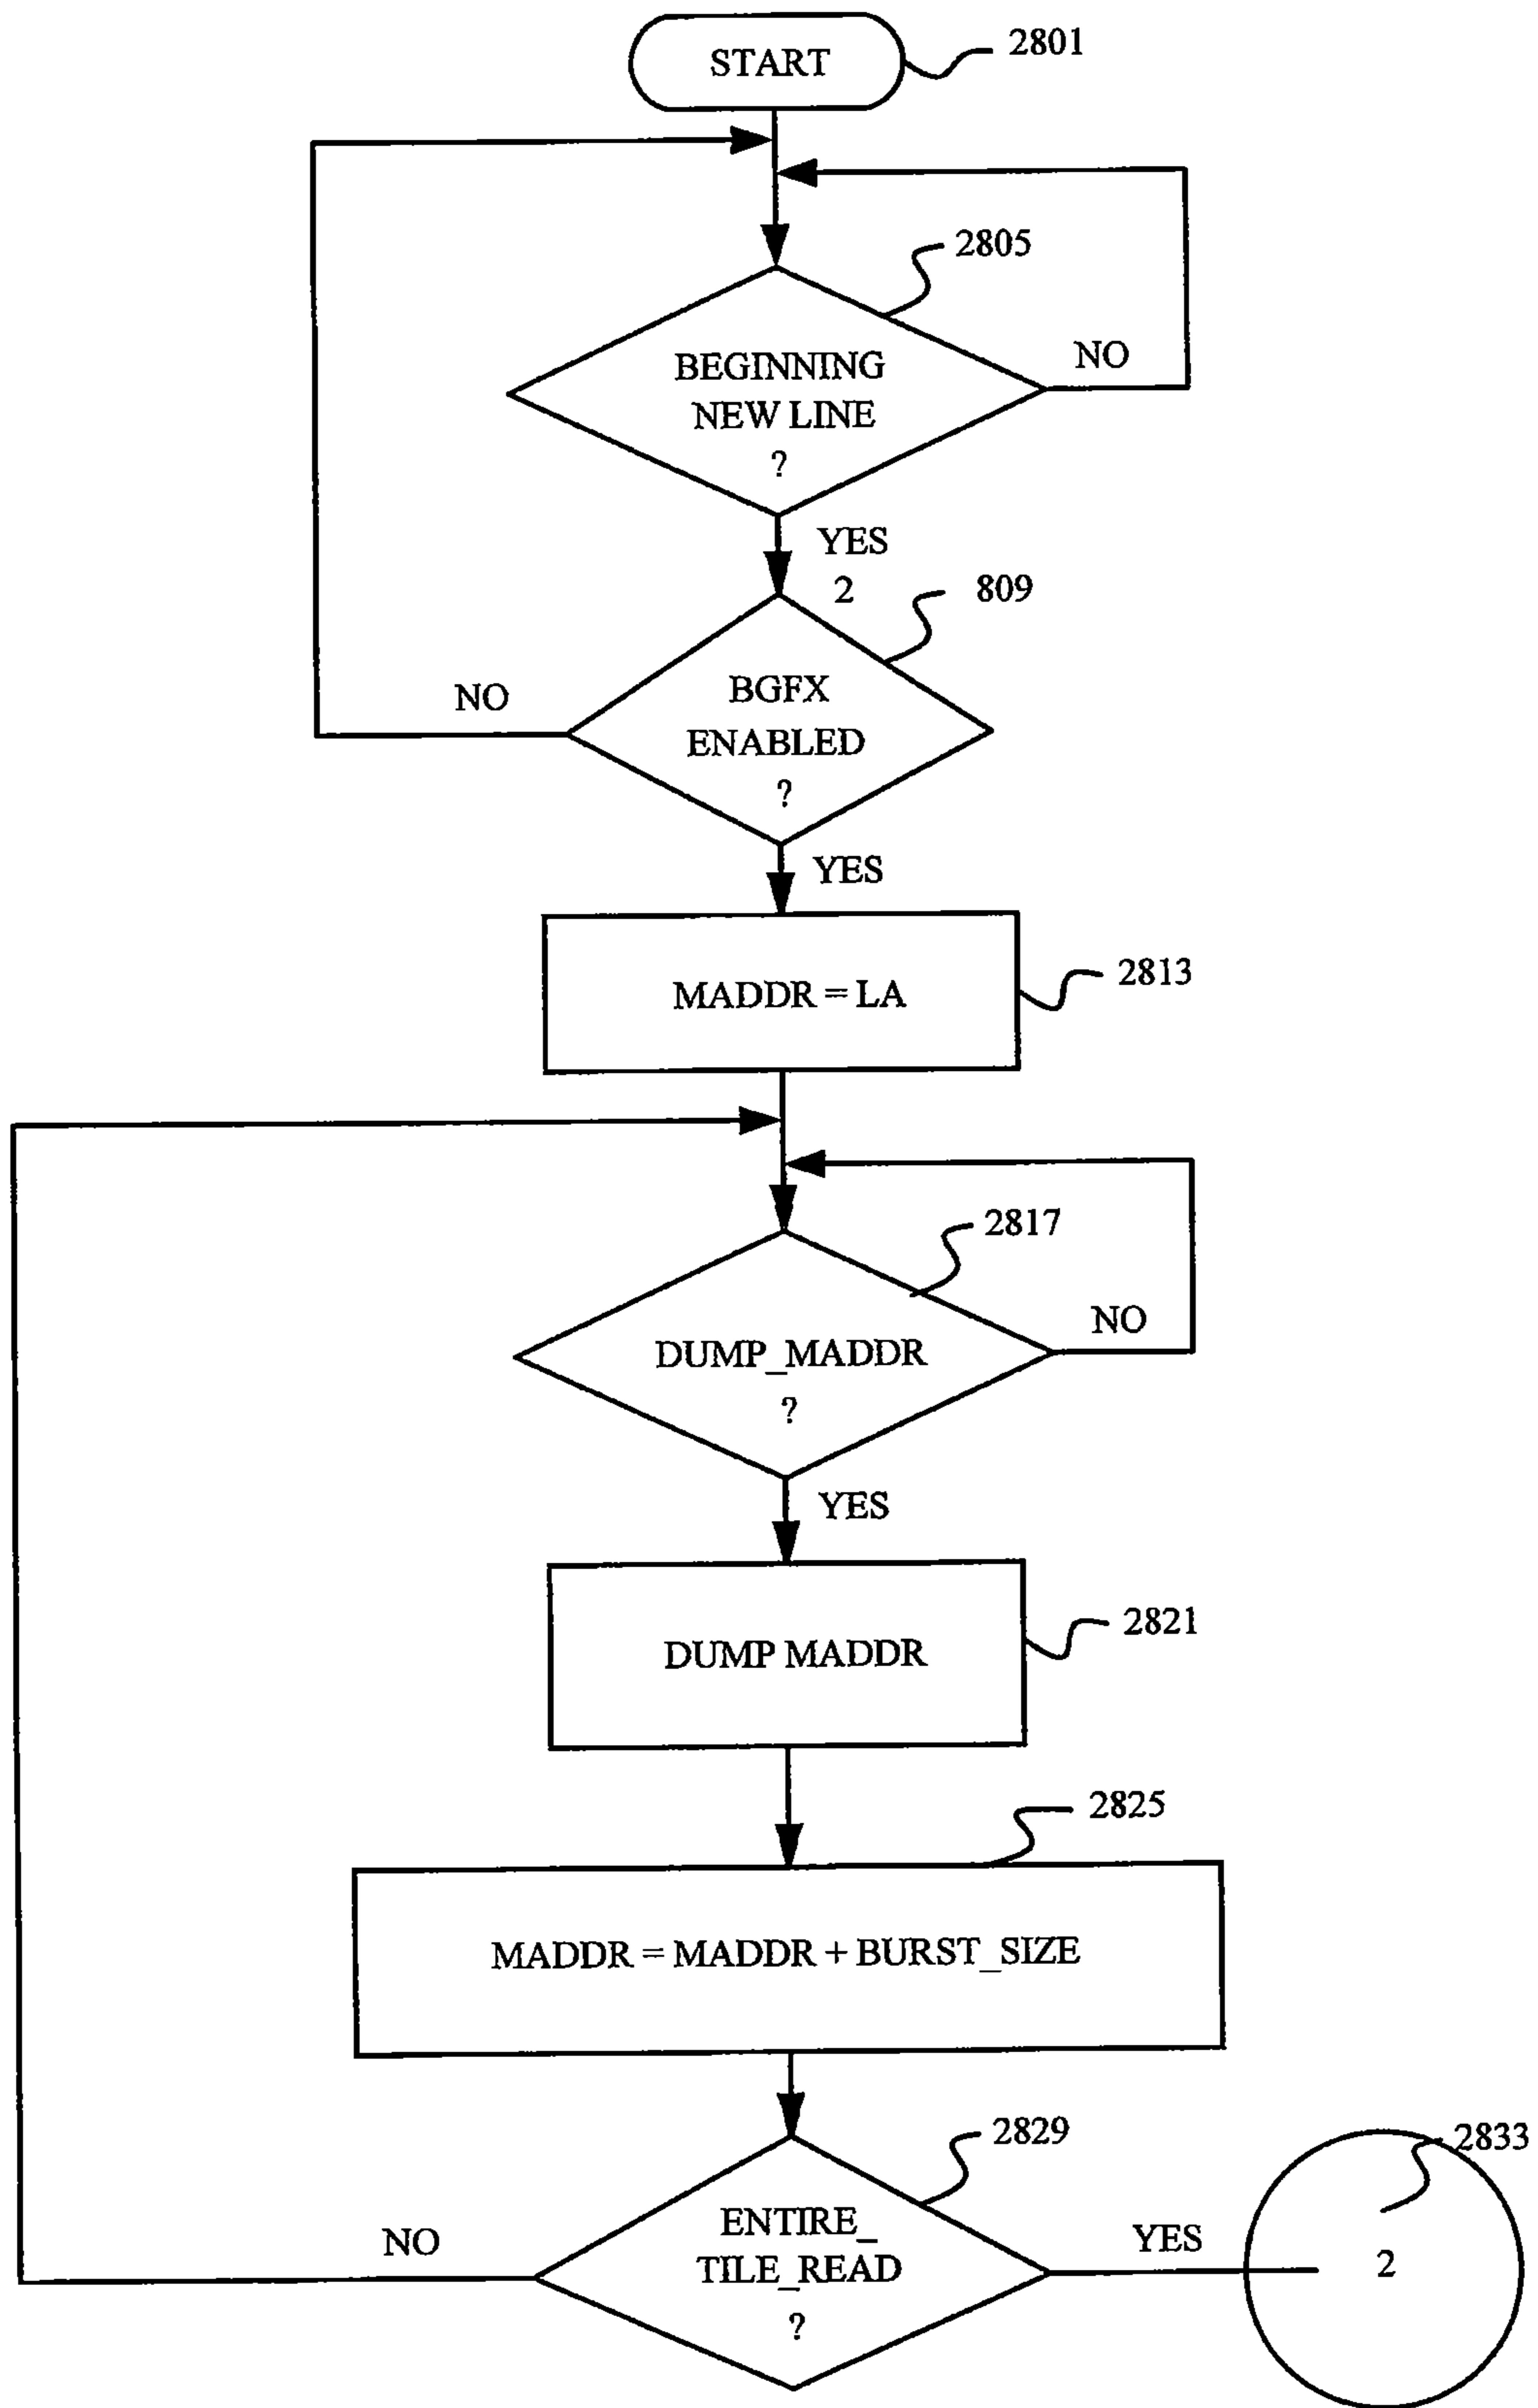 START
2801
2805
BEGINNING
NEW LINE
?
NO
YES
2
809
BGFX
ENABLED
?
NO
YES
MADDR = LA
2813
2817
DUMP_MADDR
?
NO
YES
DUMP MADDR
2821
2825
MADDR = MADDR + BURST_SIZE
2829
2833
ENTIRE_
TILE_READ
?
NO
YES
2